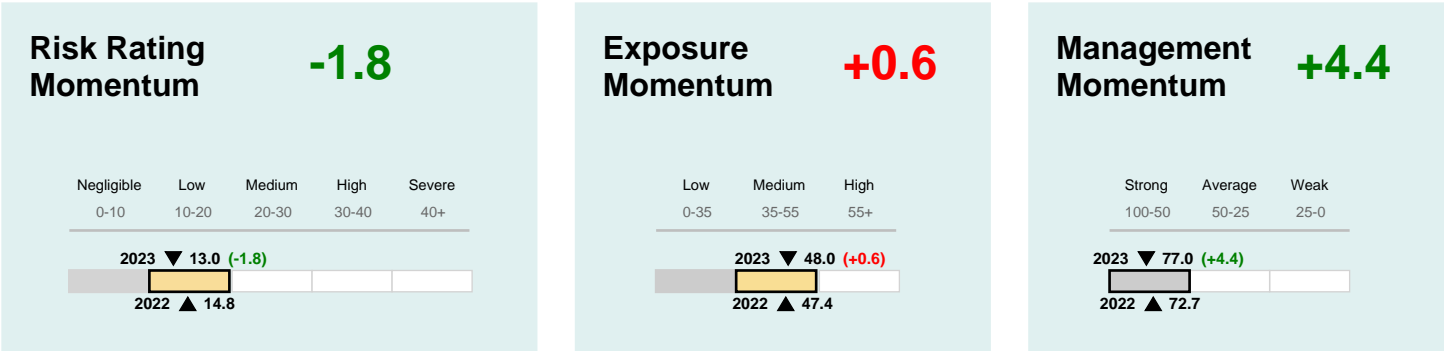 Risk Rating
Momentum
-1.8
Negligible Low Medium High Severe
0-10 10-20 20-30 30-40 40+
2023 ▼ 13.0 (-1.8)
2022 ▲ 14.8
Exposure
Momentum
+0.6
Low Medium High
0-35 35-55 55+
2023 ▼ 48.0 (+0.6)
2022 ▲ 47.4
Management
Momentum
+4.4
Strong Average Weak
100-50 50-25 25-0
2023 ▼ 77.0 (+4.4)
2022 ▲ 72.7